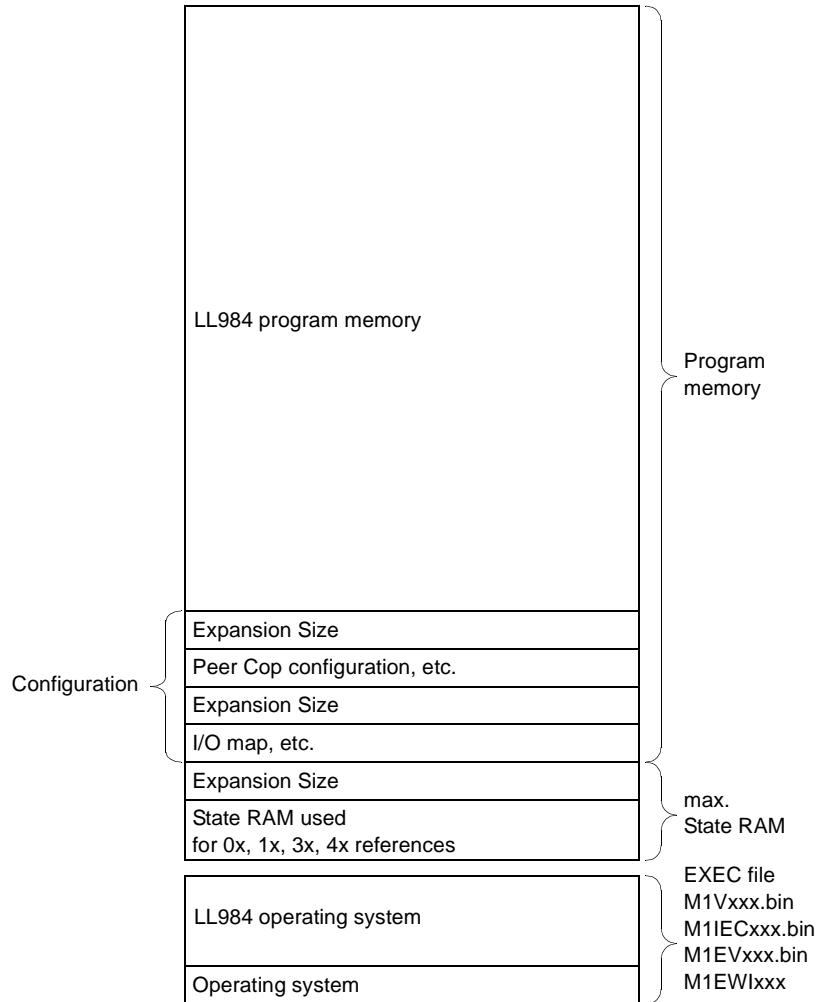 LL984 program memory
Program
memory
Expansion Size
Peer Cop configuration, etc.
Configuration
Expansion Size
I/O map, etc.
Expansion Size
State RAM used
for 0x, 1x, 3x, 4x references
max.
State RAM
LL984 operating system
Operating system
EXEC file
M1Vxxx.bin
M1IECxxx.bin
M1EVxxx.bin
M1EWIxxx